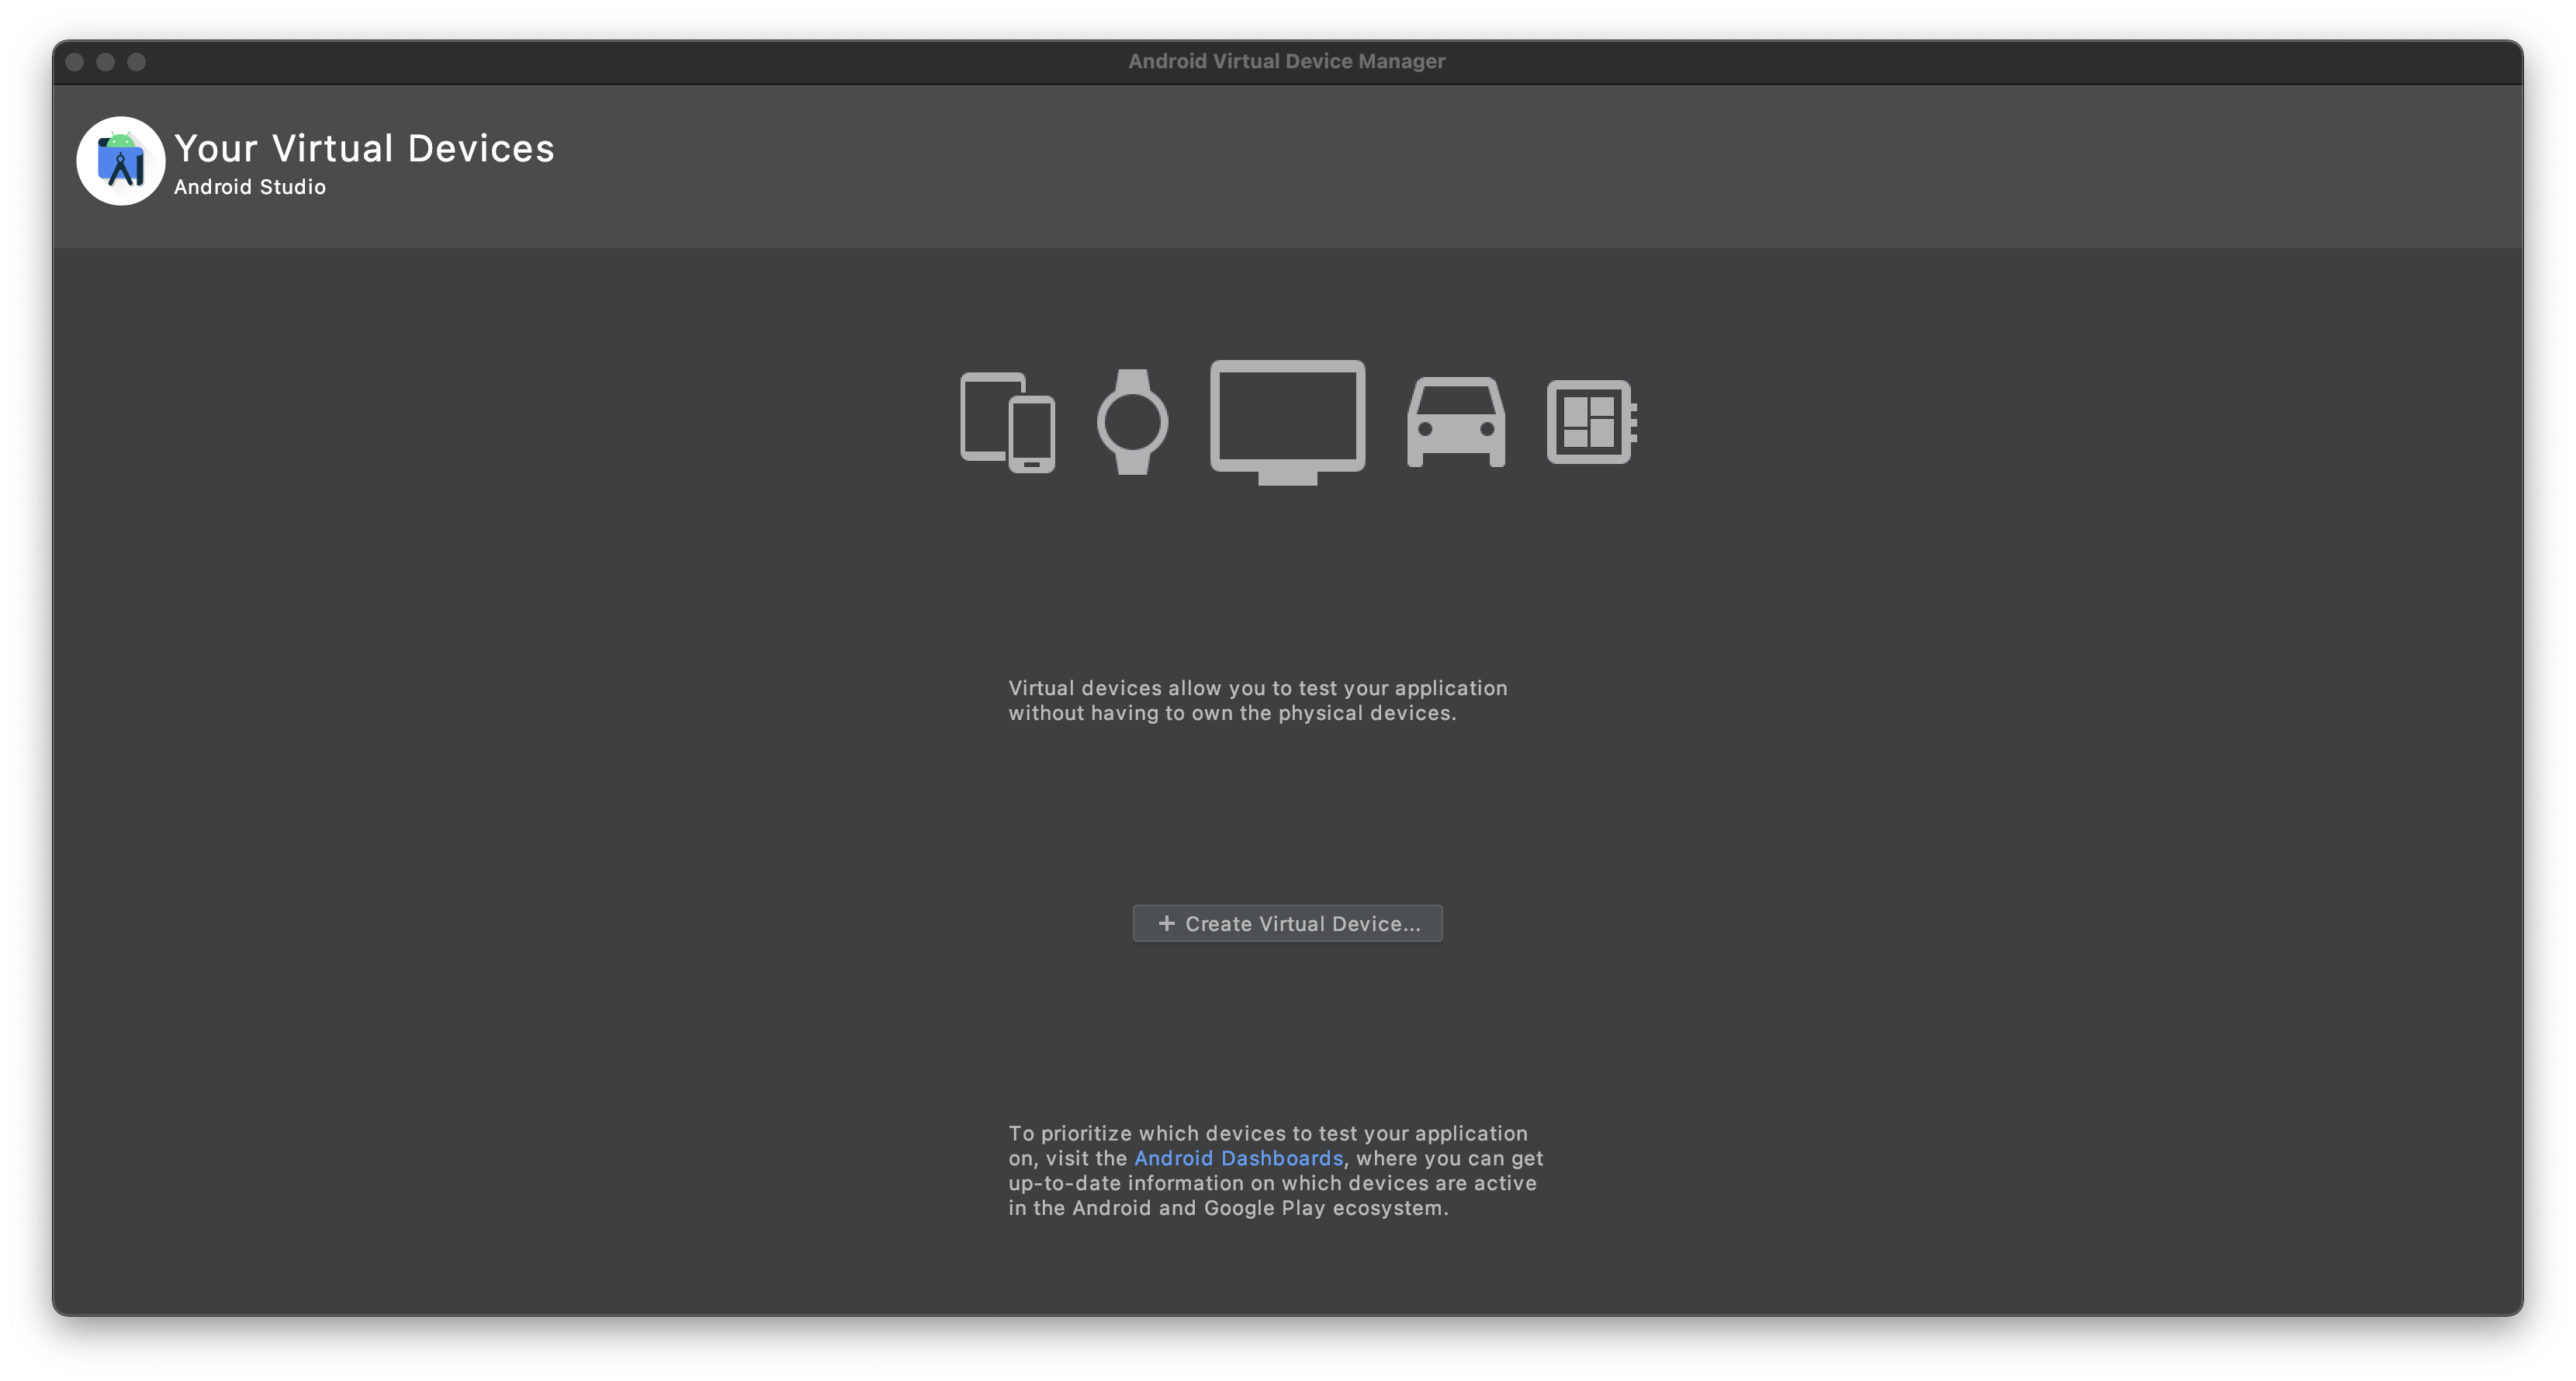 Android Virtual Device Manager
Your Virtual Devices
Android Studio
Virtual devices allow you to test your application
without having to own the physical devices.
+ Create Virtual Device...
To prioritize which devices to test your application
on, visit the Android Dashboards, where you can get
up-to-date information on which devices are active
in the Android and Google Play ecosystem.